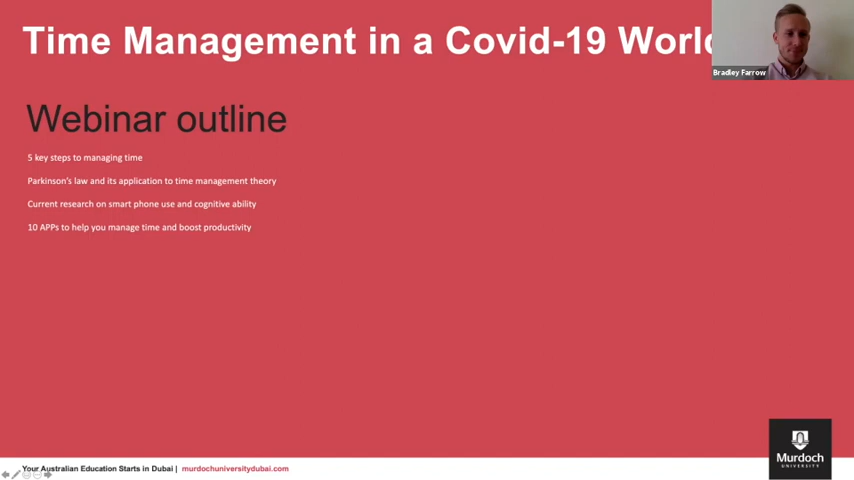 Time Management in a Covid-19 World
Bradley Farrow
Webinar outline
5 key steps to managing time
Parkinson's law and its application to time management theory
Current research on smart phone use and cognitive ability
10 APPs to help you manage time and boost productivity
Murdoch
UNIVERSITY
Your Australian Education Starts in Dubai | murdochuniversitydubai.com